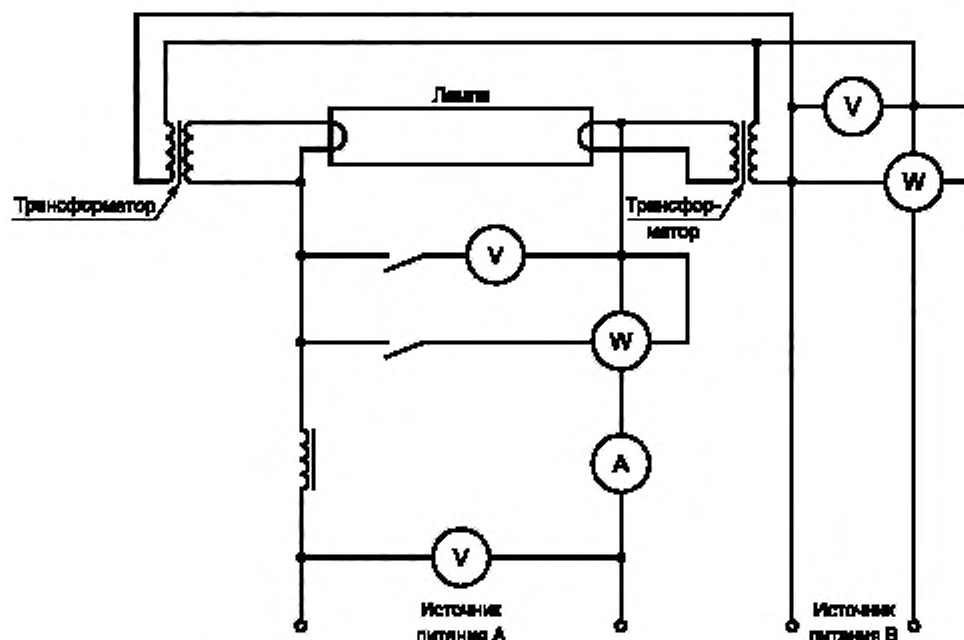 Лампа
V
W
Трансформатор
Трансфор-
матор
V
W
A
V
Источник
питания А
Источник
питания В